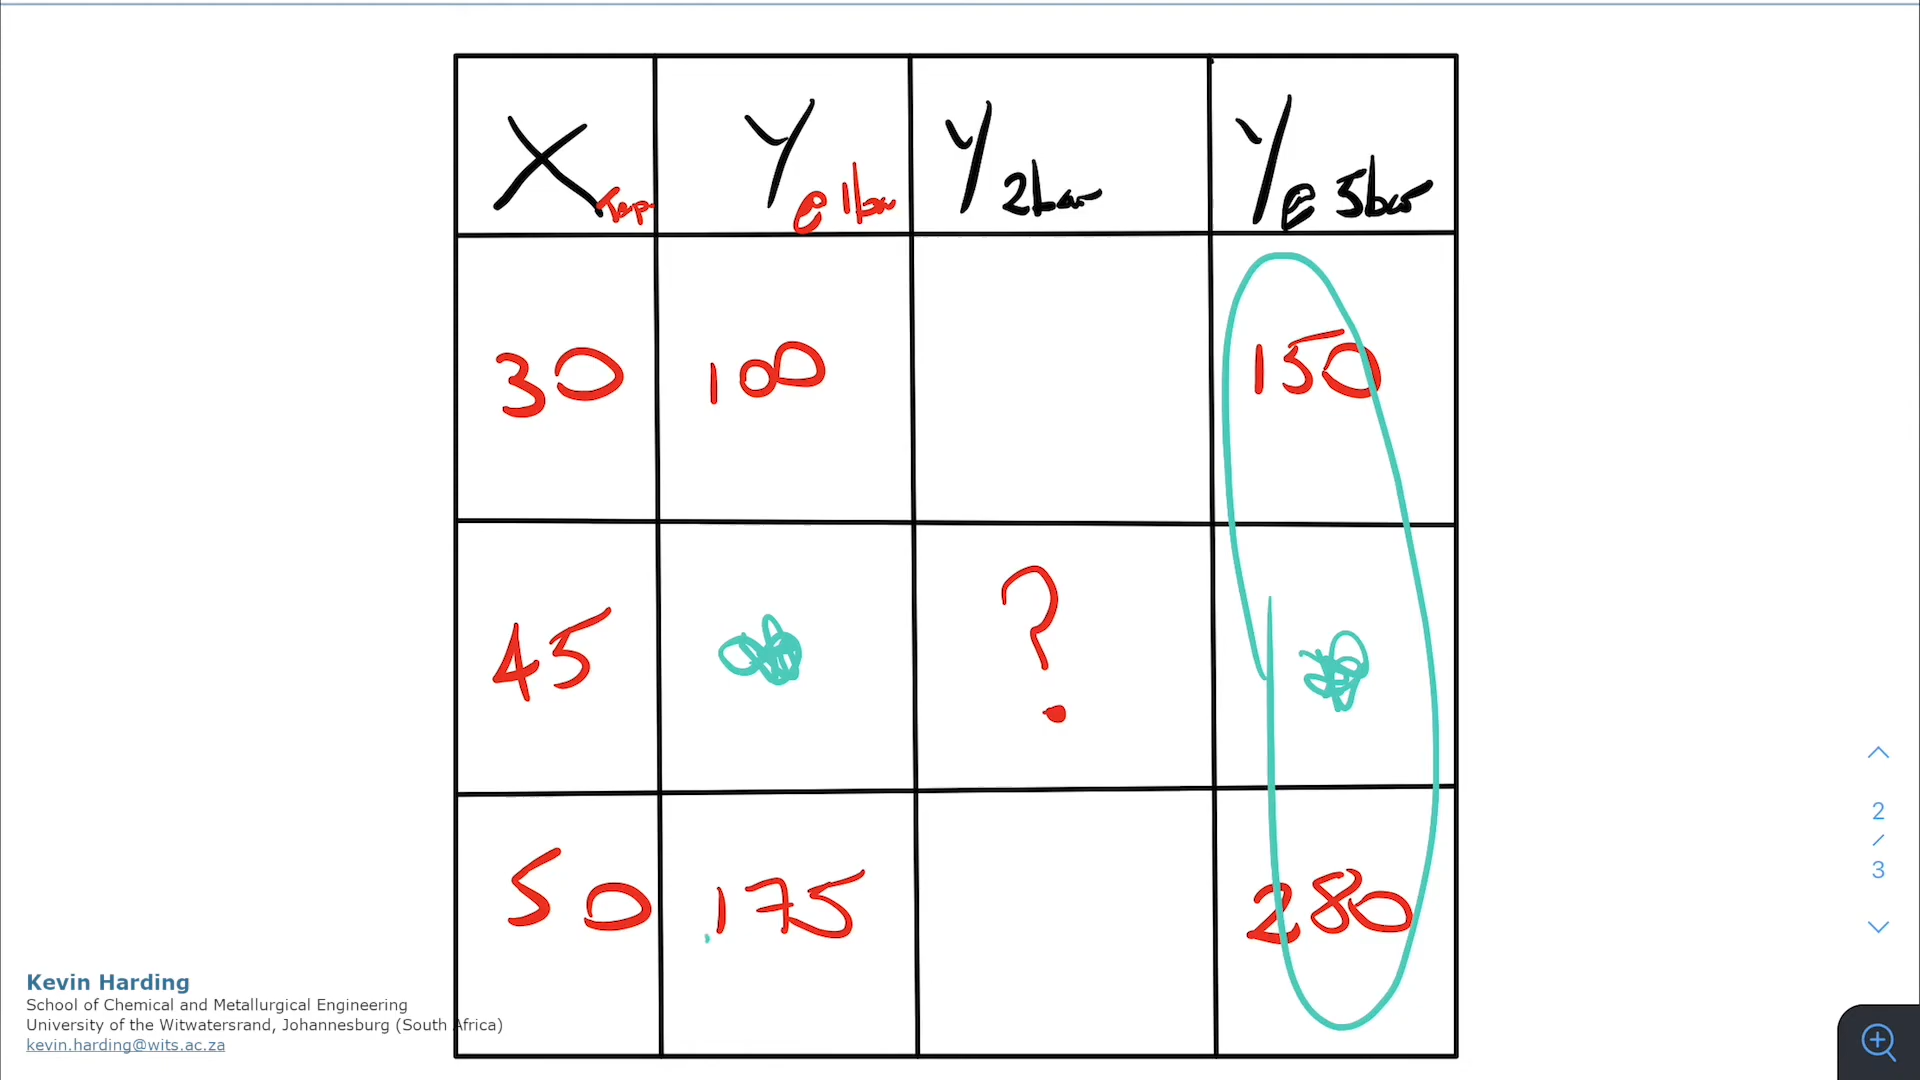 X Temp Y @ 1bar Y 2bar Y @ 5bar
30 100 150
45 ?
50 175 280
2
/
3
Kevin Harding
School of Chemical and Metallurgical Engineering
University of the Witwatersrand, Johannesburg (South Africa)
kevin.harding@wits.ac.za